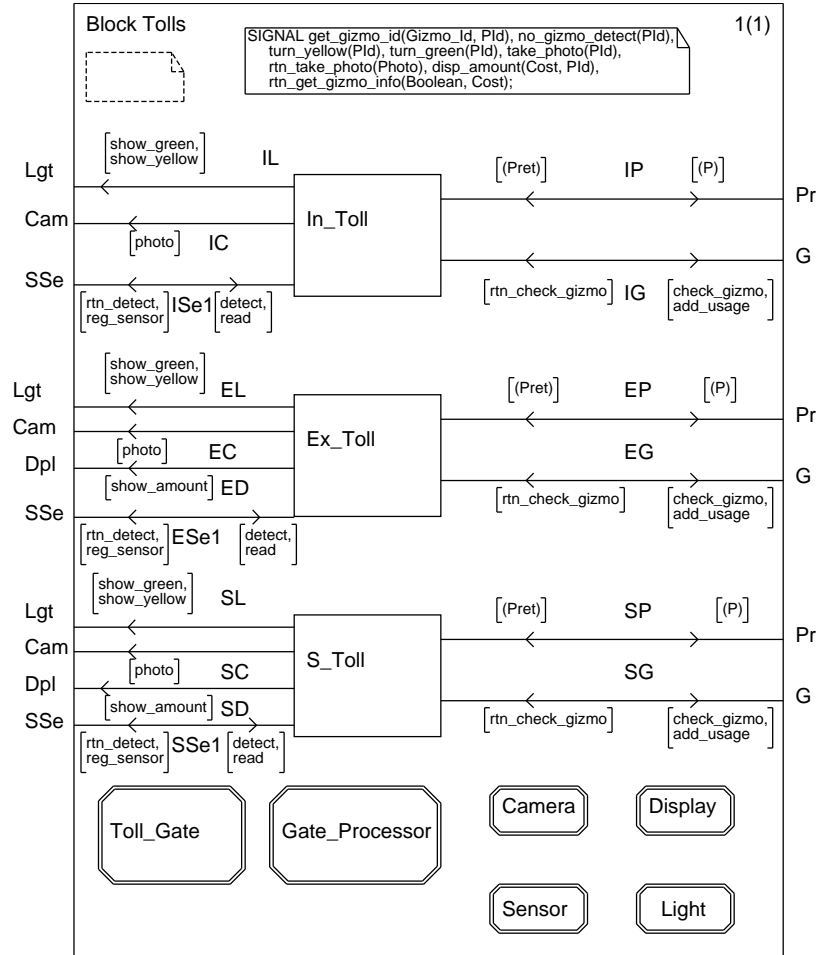 Block Tolls
1(1)
SIGNAL get_gizmo_id(Gizmo_Id, PId), no_gizmo_detect(PId),
turn_yellow(PId), turn_green(PId), take_photo(PId),
rtn_take_photo(Photo), disp_amount(Cost, PId),
rtn_get_gizmo_info(Boolean, Cost);
show_green,
show_yellow
IL
Lgt
Cam
photo
IC
SSe
rtn_detect,
reg_sensor
ISe1
detect,
read
In_Toll
(Pret)
IP
(P)
Pr
G
rtn_check_gizmo
IG
check_gizmo,
add_usage
show_green,
show_yellow
EL
Lgt
Cam
photo
EC
Dpl
show_amount
ED
SSe
rtn_detect,
reg_sensor
ESe1
detect,
read
Ex_Toll
(Pret)
EP
(P)
Pr
EG
G
rtn_check_gizmo
check_gizmo,
add_usage
show_green,
show_yellow
SL
Lgt
Cam
photo
SC
Dpl
show_amount
SD
SSe
rtn_detect,
reg_sensor
SSe1
detect,
read
S_Toll
(Pret)
SP
(P)
Pr
SG
G
rtn_check_gizmo
check_gizmo,
add_usage
Toll_Gate
Gate_Processor
Camera
Display
Sensor
Light